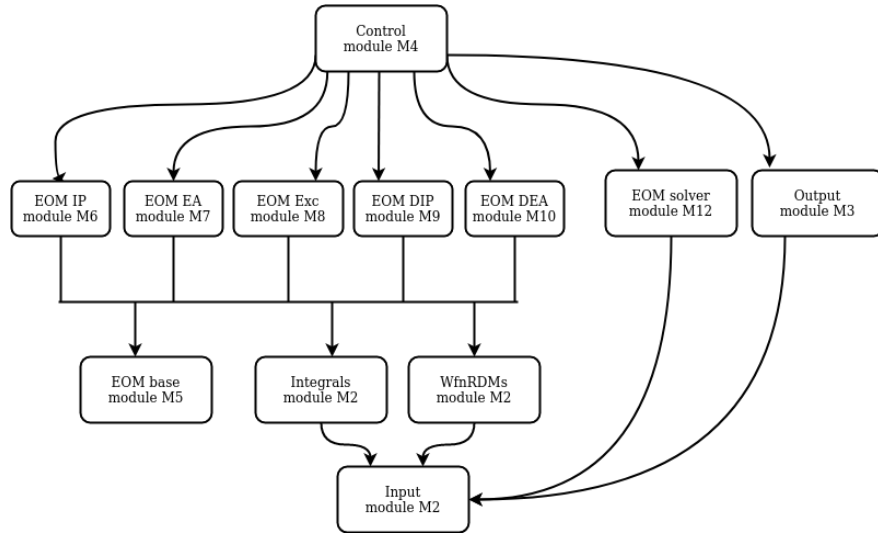 Control
module M4
EOM IP
module M6
EOM EA
module M7
EOM Exc
module M8
EOM DIP
module M9
EOM DEA
module M10
EOM solver
module M12
Output
module M3
EOM base
module M5
Integrals
module M2
WfnRDMs
module M2
Input
module M2